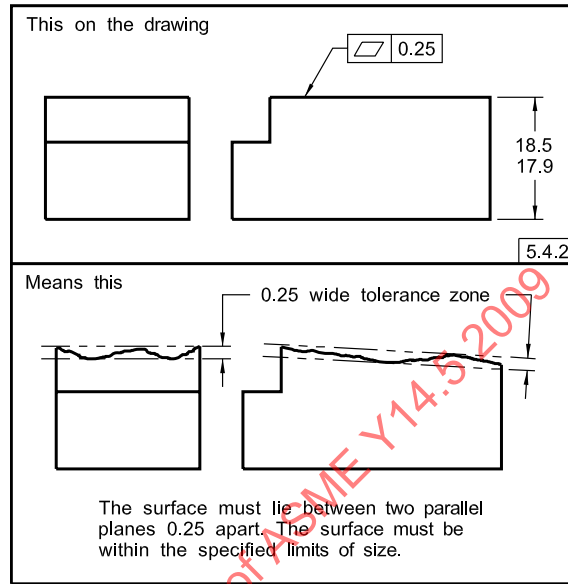 This on the drawing
0.25
18.5
17.9
5.4.2
Means this
0.25 wide tolerance zone
The surface must lie between two parallel
planes 0.25 apart. The surface must be
within the specified limits of size.
of ASME Y14.5 2009